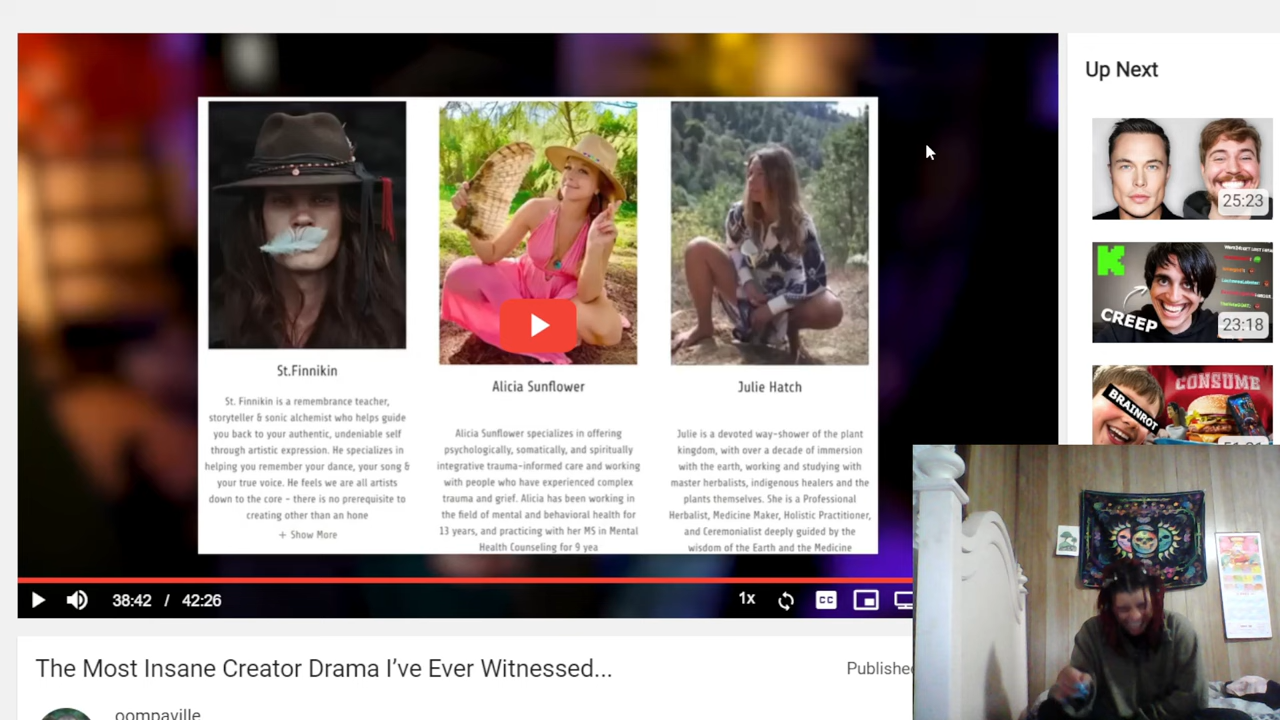 Up Next
25:23
K
CREEP
23:18
CONSUME
BRAINROT
St.Finnikin
St. Finnikin is a remembrance teacher,
storyteller & sonic alchemist who helps guide
you back to your authentic, undeniable self
through artistic expression. He specializes in
helping you remember your dance, your song &
your true voice. He feels we are all artists
down to the core - there is no prerequisite to
creating other than an hone
+ Show More
Alicia Sunflower
Alicia Sunflower specializes in offering
psychologically, somatically, and spiritually
integrative trauma-informed care and working
with people who have experienced complex
trauma and grief. Alicia has been working in
the field of mental and behavioral health for
13 years, and practicing with her MS in Mental
Health Counseling for 9 yea
Julie Hatch
Julie is a devoted way-shower of the plant
kingdom, with over a decade of immersion
with the earth, working and studying with
master herbalists, indigenous healers and the
plants themselves. She is a Professional
Herbalist, Medicine Maker, Holistic Practitioner,
and Ceremonialist deeply guided by the
wisdom of the Earth and the Medicine
38:42 / 42:26
1x
CC
The Most Insane Creator Drama I've Ever Witnessed...
Published
oompaville